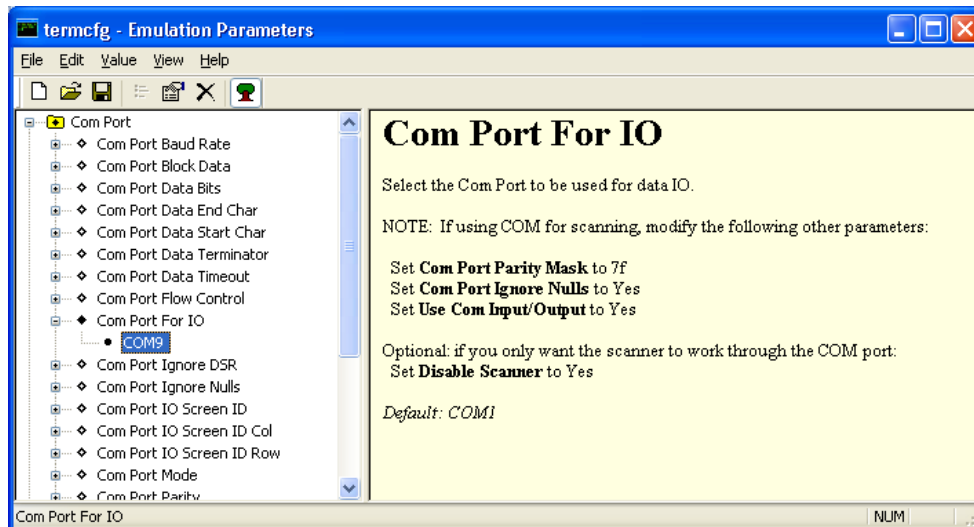 termcfg - Emulation Parameters
File Edit Value View Help
Com Port
Com Port Baud Rate
Com Port Block Data
Com Port Data Bits
Com Port Data End Char
Com Port Data Start Char
Com Port Data Terminator
Com Port Data Timeout
Com Port Flow Control
Com Port For IO
COM9
Com Port Ignore DSR
Com Port Ignore Nulls
Com Port IO Screen ID
Com Port IO Screen ID Col
Com Port IO Screen ID Row
Com Port Mode
Com Port Parity
Com Port For IO
Select the Com Port to be used for data IO.
NOTE: If using COM for scanning, modify the following other parameters:
Set Com Port Parity Mask to 7f
Set Com Port Ignore Nulls to Yes
Set Use Com Input/Output to Yes
Optional: if you only want the scanner to work through the COM port:
Set Disable Scanner to Yes
Default: COM1
Com Port For IO
NUM